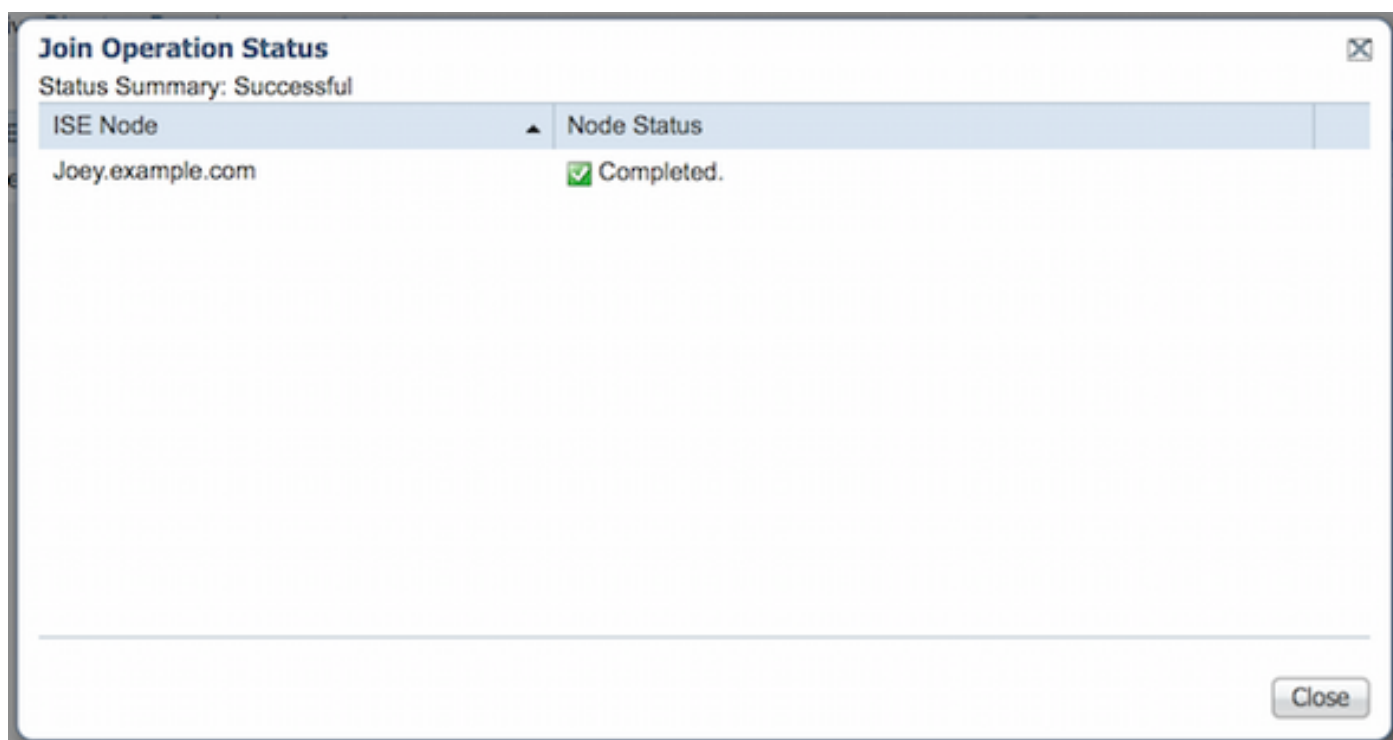 Join Operation Status
Status Summary: Successful
ISE Node Node Status
Joey.example.com Completed.
Close